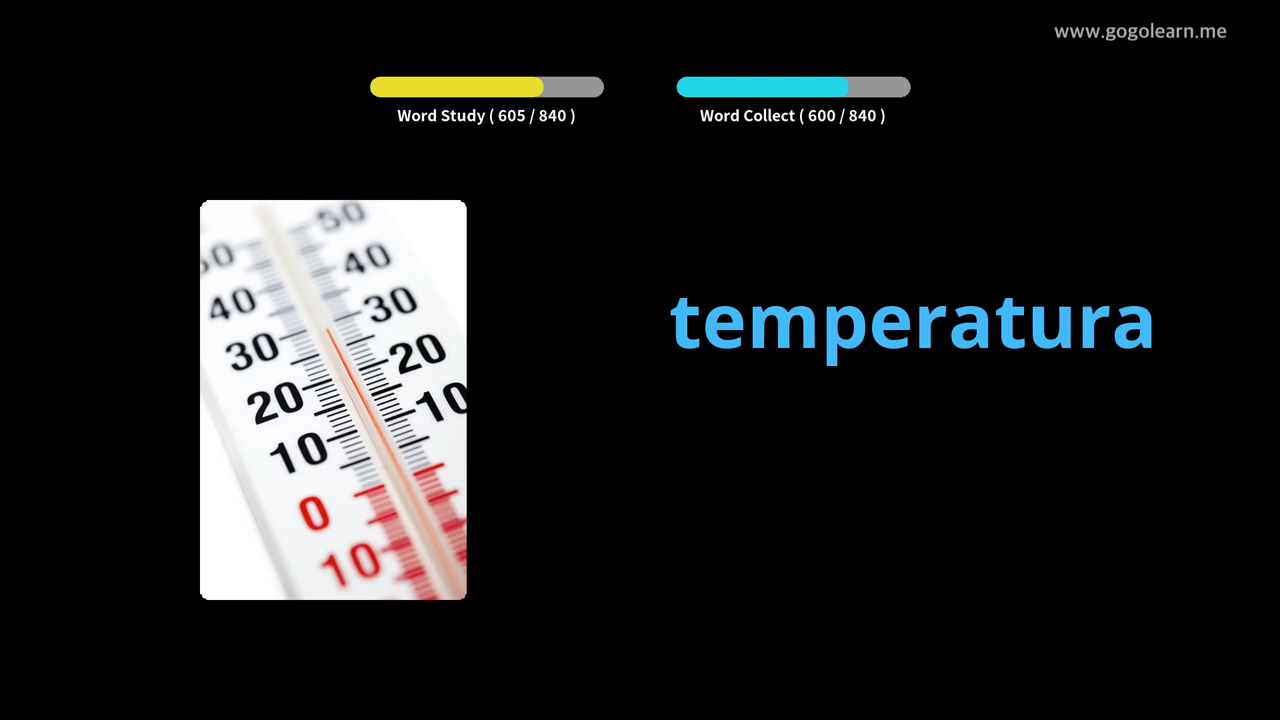 www.gogolearn.me
Word Study ( 605 / 840 )
Word Collect ( 600 / 840 )
temperatura
50
40 40
30 30
20 20
10 10
0
10